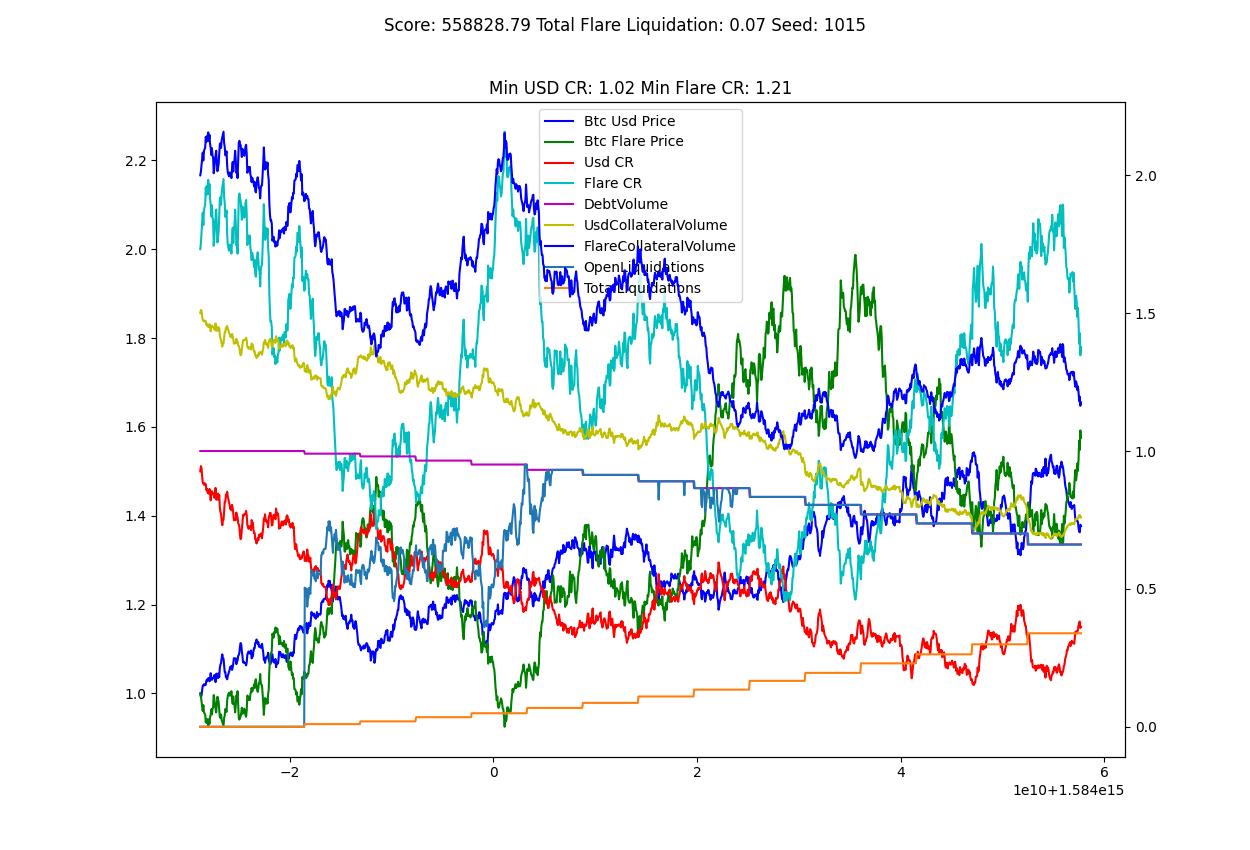 Score: 558828.79 Total Flare Liquidation: 0.07 Seed: 1015
Min USD CR: 1.02 Min Flare CR: 1.21
Btc Usd Price
Btc Flare Price
Usd CR
Flare CR
DebtVolume
UsdCollateralVolume
FlareCollateralVolume
OpenLiquidations
TotalLiquidations
2.2
2.0
1.8
1.6
1.4
1.2
1.0
2.0
1.5
1.0
0.5
0.0
−2
0
2
4
6
1e10+1.584e15